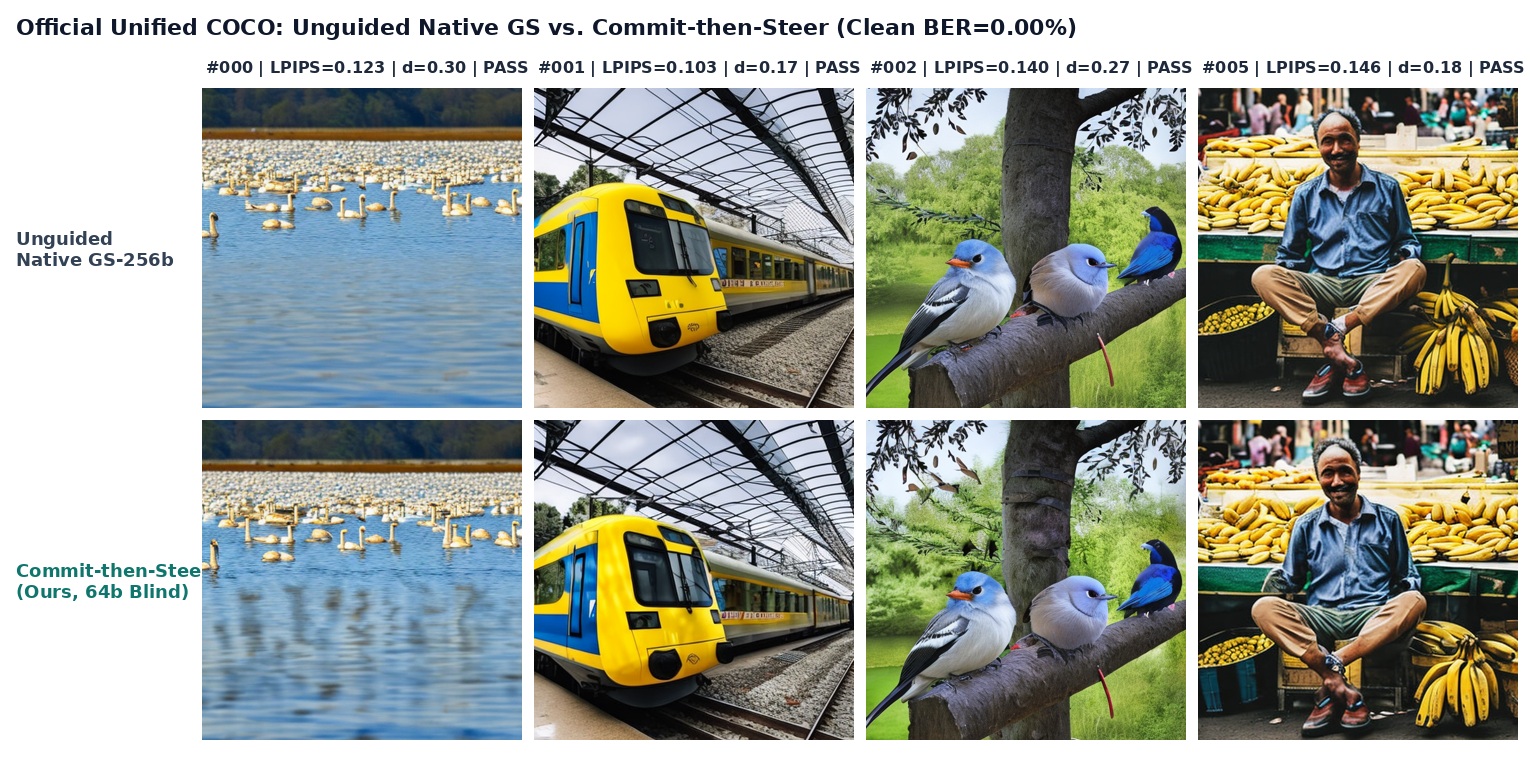 Official Unified COCO: Unguided Native GS vs. Commit-then-Steer (Clean BER=0.00%)
#000 | LPIPS=0.123 | d=0.30 | PASS
#001 | LPIPS=0.103 | d=0.17 | PASS
#002 | LPIPS=0.140 | d=0.27 | PASS
#005 | LPIPS=0.146 | d=0.18 | PASS
Unguided
Native GS-256b
Commit-then-Stee
(Ours, 64b Blind)